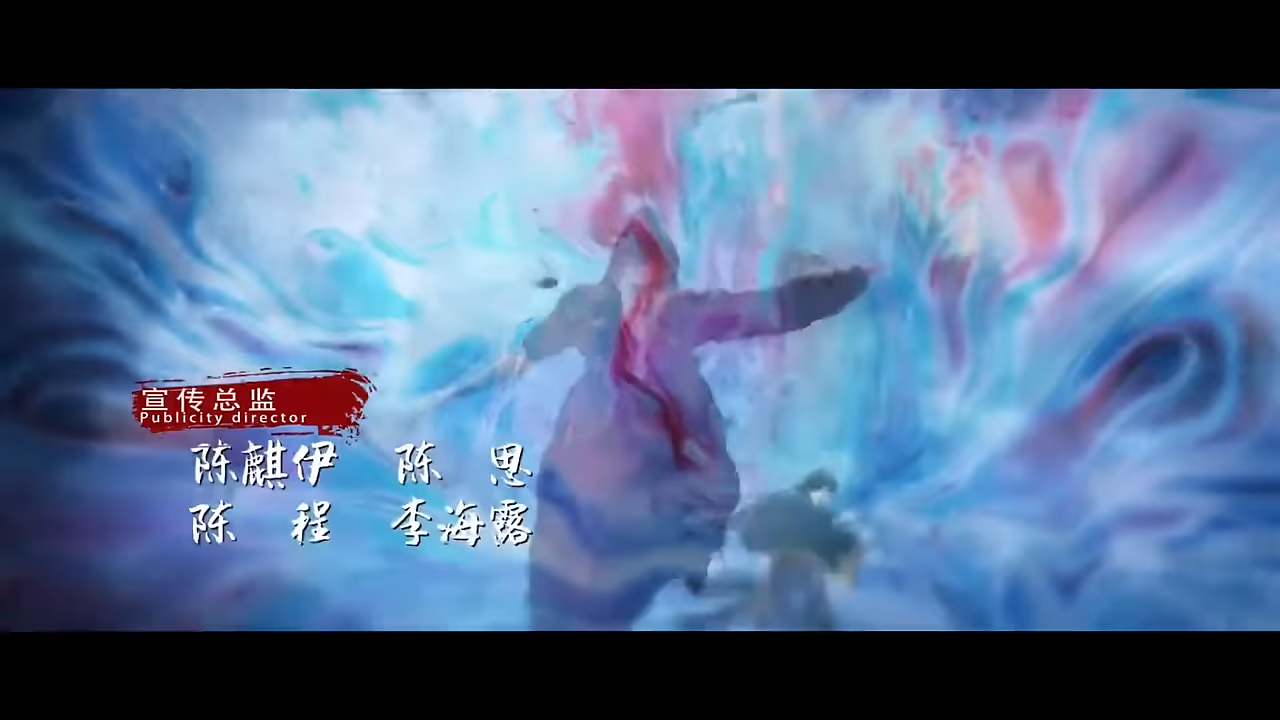 宣传总监
Publicity director
陈麒伊 陈 思
陈 程 李海露